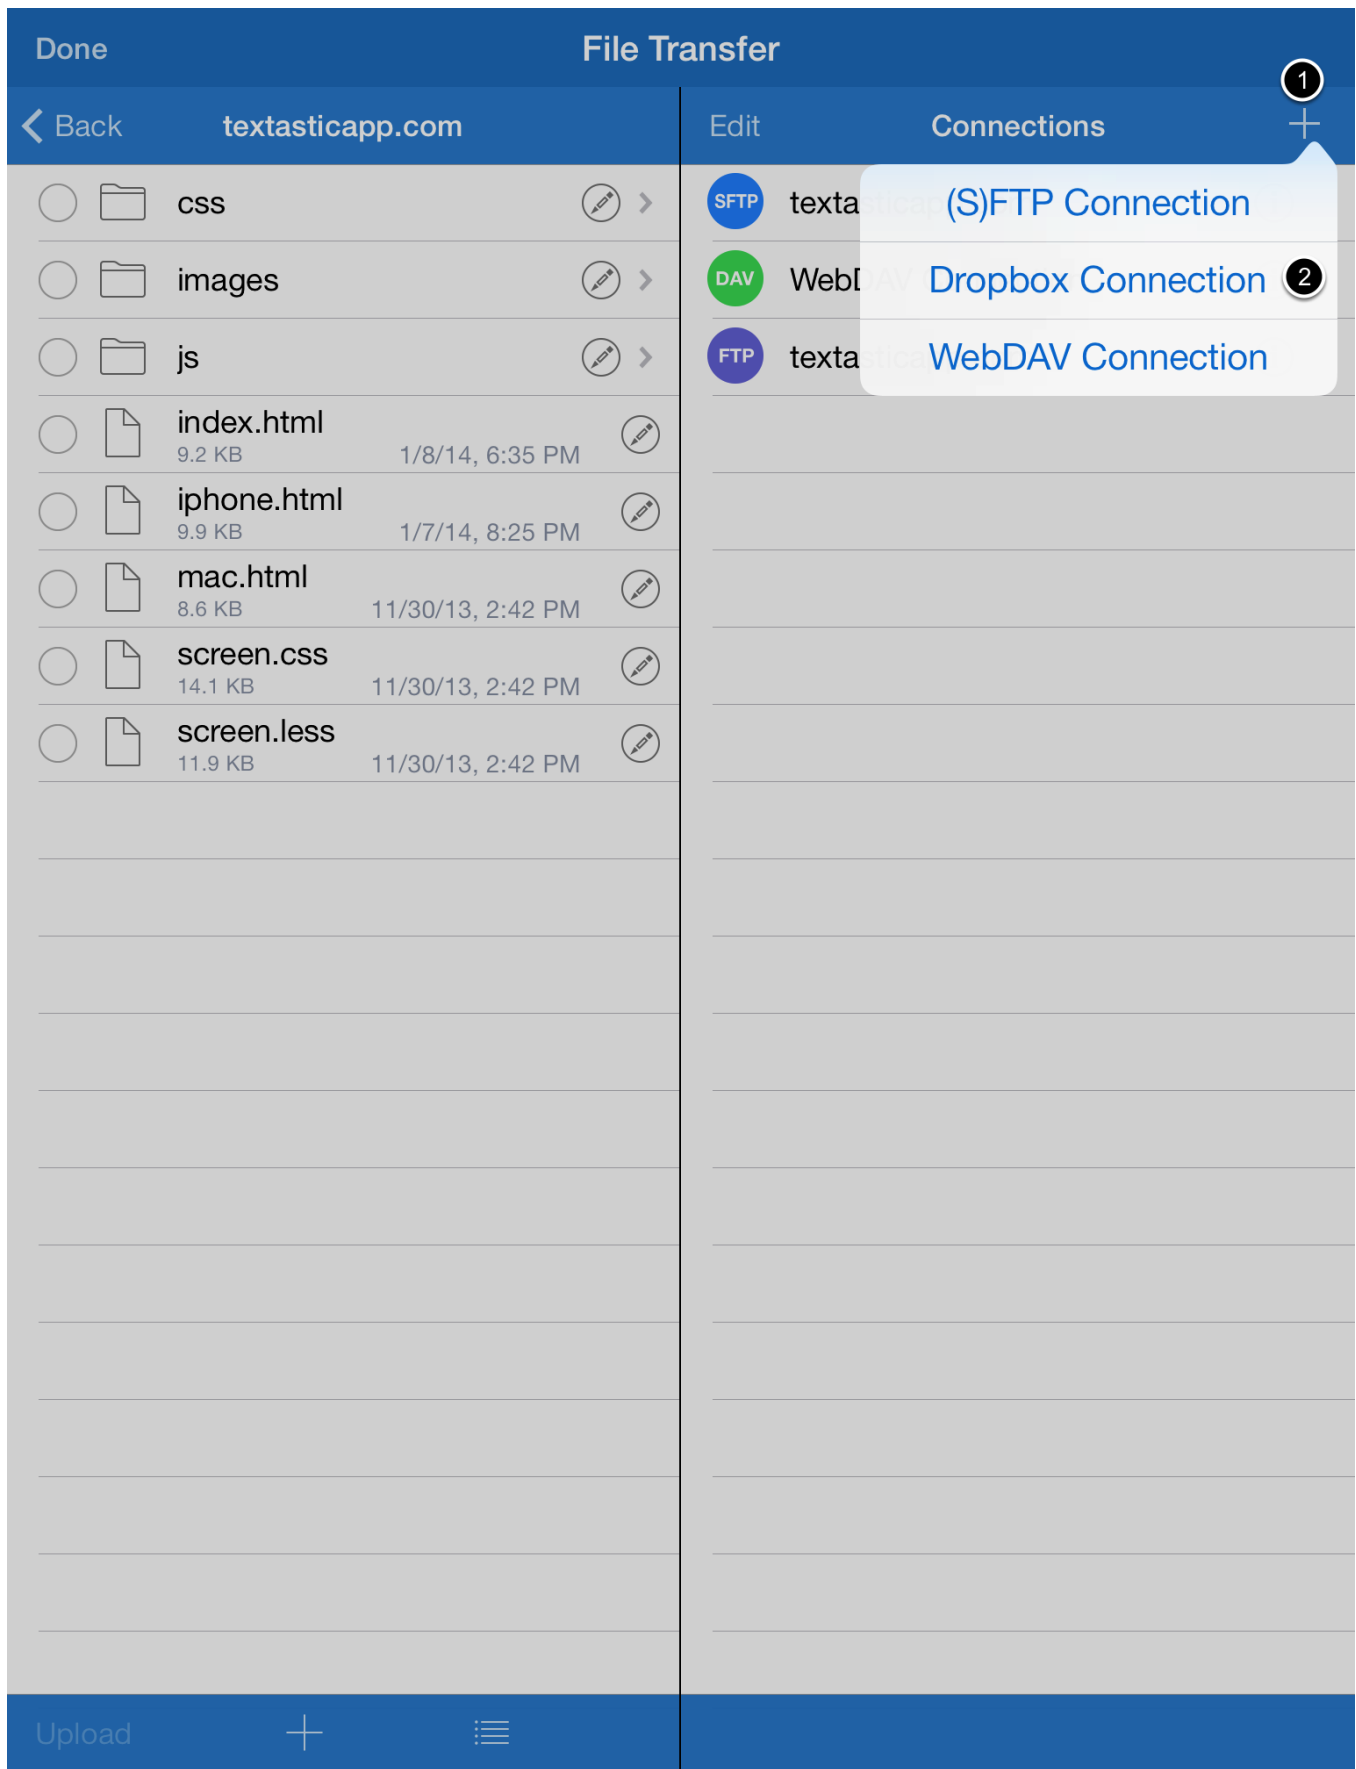 Done
File Transfer
1
Back
textasticapp.com
Edit
Connections
css
images
js
index.html
9.2 KB
1/8/14, 6:35 PM
iphone.html
9.9 KB
1/7/14, 8:25 PM
mac.html
8.6 KB
11/30/13, 2:42 PM
screen.css
14.1 KB
11/30/13, 2:42 PM
screen.less
11.9 KB
11/30/13, 2:42 PM
SFTP
texta
(S)FTP Connection
DAV
WebDAV
Dropbox Connection
2
FTP
textastica
WebDAV Connection
Upload